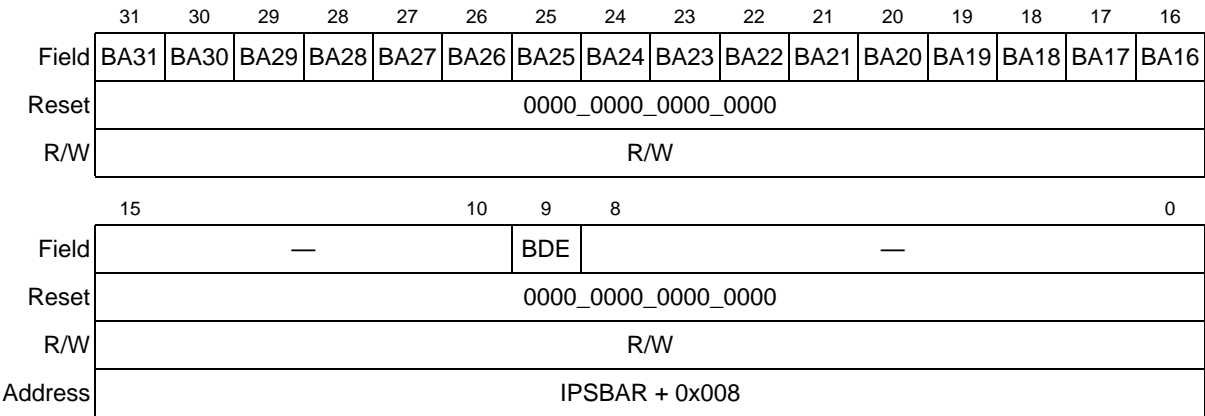 31 30 29 28 27 26 25 24 23 22 21 20 19 18 17 16
Field BA31 BA30 BA29 BA28 BA27 BA26 BA25 BA24 BA23 BA22 BA21 BA20 BA19 BA18 BA17 BA16
Reset 0000_0000_0000_0000
R/W R/W
15 10 9 8 0
Field — BDE —
Reset 0000_0000_0000_0000
R/W R/W
Address IPSBAR + 0x008